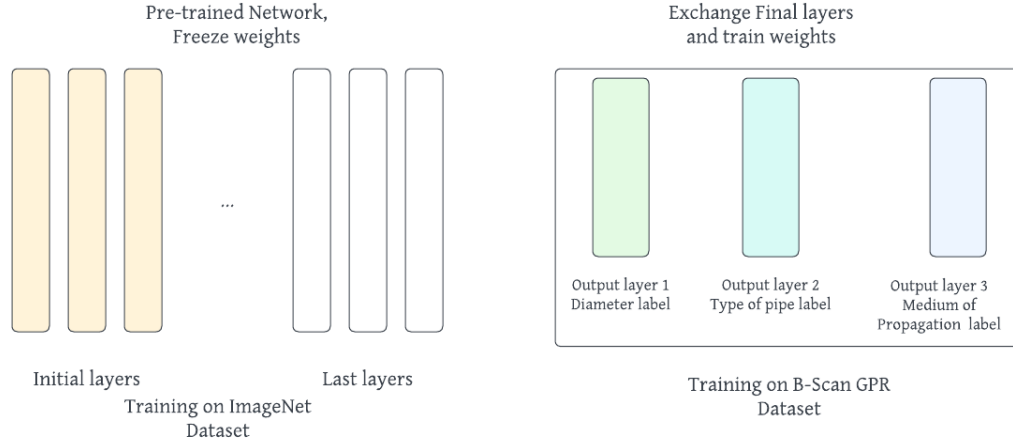 Pre-trained Network,
Freeze weights
...
Initial layers
Last layers
Training on ImageNet
Dataset
Exchange Final layers
and train weights
Output layer 1
Diameter label
Output layer 2
Type of pipe label
Output layer 3
Medium of
Propagation label
Training on B-Scan GPR
Dataset